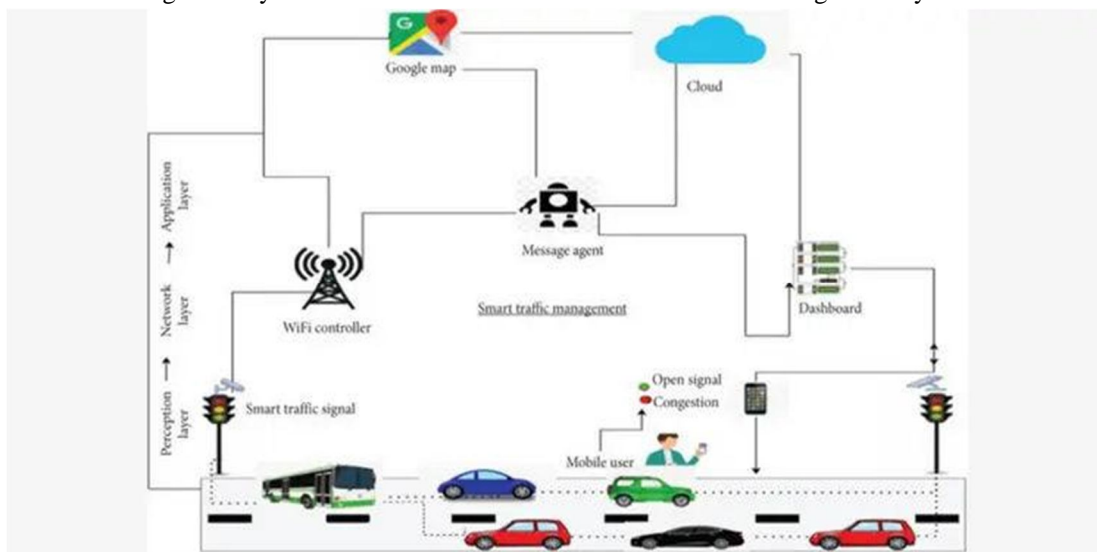 G
Google map
Cloud
Application
layer
Message agent
Network
layer
WiFi controller
Smart traffic management
Dashboard
Perception
layer
Smart traffic signal
Open signal
Congestion
Mobile user